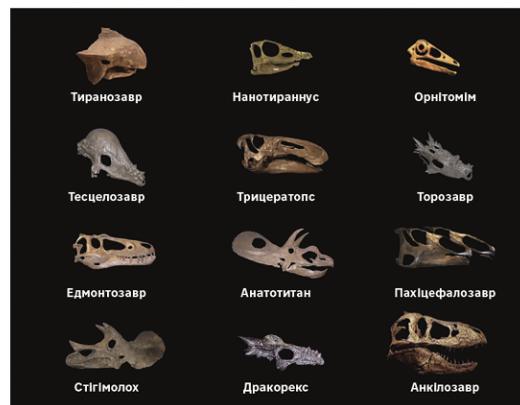 Тиранозавр
Нанотираннус
Орнітомім
Тесцелозавр
Трицератопс
Торозавр
Едмонтозавр
Анатотитан
Пахіцефалозавр
Стігімолох
Дракорекс
Анкілозавр